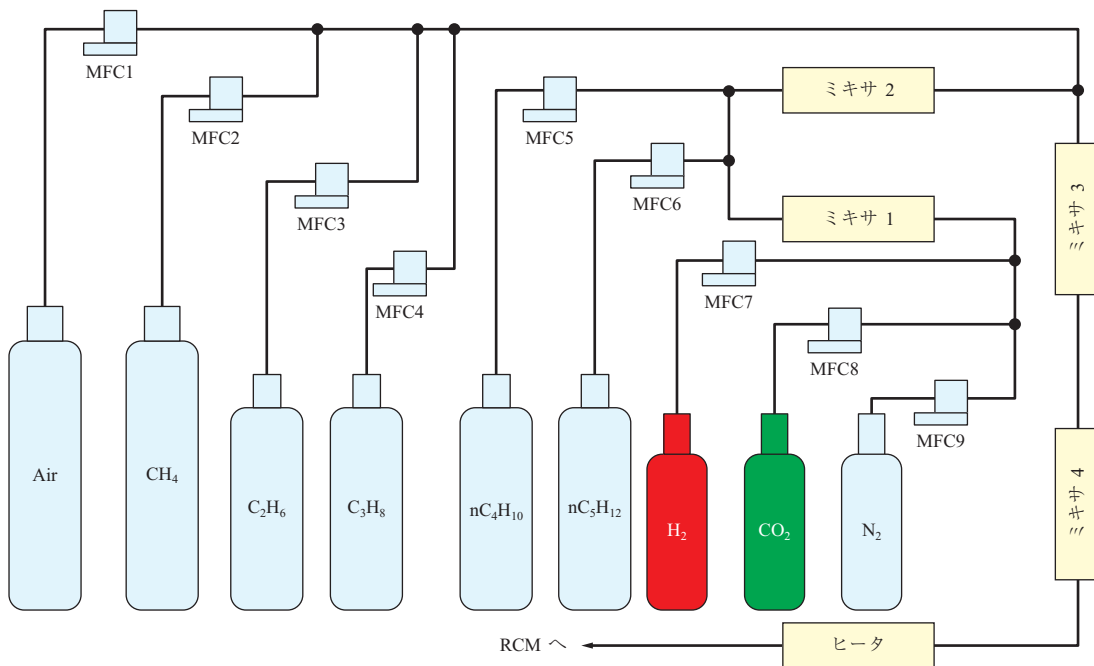 MFC1
MFC2
MFC3
MFC4
MFC5
MFC6
MFC7
MFC8
MFC9
ミキサ 2
ミキサ 1
ミキサ 3
ミキサ 4
Air
CH₄
C₂H₆
C₃H₈
nC₄H₁₀
nC₅H₁₂
H₂
CO₂
N₂
RCM へ
ヒータ